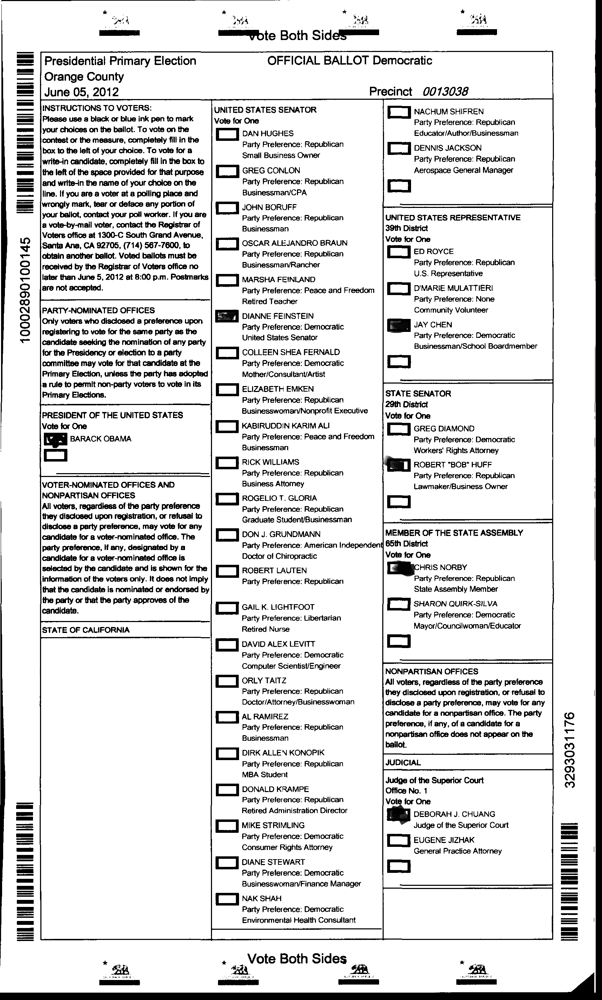 Vote Both Sides
Presidential Primary Election
Orange County
June 05, 2012
OFFICIAL BALLOT Democratic
Precinct 0013038
10002890100145
INSTRUCTIONS TO VOTERS:
Please use a black or blue ink pen to mark
your choices on the ballot. To vote on the
contest or the measure, completely fill in the
box to the left of your choice. To vote for a
write-in candidate, completely fill in the box to
the left of the space provided for that purpose
and write-in the name of your choice on the
line. If you are a voter at a polling place and
wrongly mark, tear or deface any portion of
your ballot, contact your poll worker. If you are
a vote-by-mail voter, contact the Registrar of
Voters office at 1300-C South Grand Avenue,
Santa Ana, CA 92705, (714) 567-7600, to
obtain another ballot. Voted ballots must be
received by the Registrar of Voters office no
later than June 5, 2012 at 8:00 p.m. Postmarks
are not accepted.
PARTY-NOMINATED OFFICES
Only voters who disclosed a preference upon
registering to vote for the same party as the
candidate seeking the nomination of any party
for the Presidency or election to a party
committee may vote for that candidate at the
Primary Election, unless the party has adopted
a rule to permit non-party voters to vote in its
Primary Elections.
PRESIDENT OF THE UNITED STATES
Vote for One
BARACK OBAMA
VOTER-NOMINATED OFFICES AND
NONPARTISAN OFFICES
All voters, regardless of the party preference
they disclosed upon registration, or refusal to
disclose a party preference, may vote for any
candidate for a voter-nominated office. The
party preference, if any, designated by a
candidate for a voter-nominated office is
selected by the candidate and is shown for the
information of the voters only. It does not imply
that the candidate is nominated or endorsed by
the party or that the party approves of the
candidate.
STATE OF CALIFORNIA
UNITED STATES SENATOR
Vote for One
DAN HUGHES
Party Preference: Republican
Small Business Owner
GREG CONLON
Party Preference: Republican
Businessman/CPA
JOHN BORUFF
Party Preference: Republican
Businessman
OSCAR ALEJANDRO BRAUN
Party Preference: Republican
Businessman/Rancher
MARSHA FEINLAND
Party Preference: Peace and Freedom
Retired Teacher
DIANNE FEINSTEIN
Party Preference: Democratic
United States Senator
COLLEEN SHEA FERNALD
Party Preference: Democratic
Mother/Consultant/Artist
ELIZABETH EMKEN
Party Preference: Republican
Businesswoman/Nonprofit Executive
KABIRUDDIN KARIM ALI
Party Preference: Peace and Freedom
Businessman
RICK WILLIAMS
Party Preference: Republican
Business Attorney
ROGELIO T. GLORIA
Party Preference: Republican
Graduate Student/Businessman
DON J. GRUNDMANN
Party Preference: American Independent
Doctor of Chiropractic
ROBERT LAUTEN
Party Preference: Republican
GAIL K. LIGHTFOOT
Party Preference: Libertarian
Retired Nurse
DAVID ALEX LEVITT
Party Preference: Democratic
Computer Scientist/Engineer
ORLY TAITZ
Party Preference: Republican
Doctor/Attorney/Businesswoman
AL RAMIREZ
Party Preference: Republican
Businessman
DIRK ALLEN KONOPIK
Party Preference: Republican
MBA Student
DONALD KRAMPE
Party Preference: Republican
Retired Administration Director
MIKE STRIMLING
Party Preference: Democratic
Consumer Rights Attorney
DIANE STEWART
Party Preference: Democratic
Businesswoman/Finance Manager
NAK SHAH
Party Preference: Democratic
Environmental Health Consultant
NACHUM SHIFREN
Party Preference: Republican
Educator/Author/Businessman
DENNIS JACKSON
Party Preference: Republican
Aerospace General Manager
UNITED STATES REPRESENTATIVE
39th District
Vote for One
ED ROYCE
Party Preference: Republican
U.S. Representative
D'MARIE MULATTIERI
Party Preference: None
Community Volunteer
JAY CHEN
Party Preference: Democratic
Businessman/School Boardmember
STATE SENATOR
29th District
Vote for One
GREG DIAMOND
Party Preference: Democratic
Workers' Rights Attorney
ROBERT "BOB" HUFF
Party Preference: Republican
Lawmaker/Business Owner
MEMBER OF THE STATE ASSEMBLY
65th District
Vote for One
CHRIS NORBY
Party Preference: Republican
State Assembly Member
SHARON QUIRK-SILVA
Party Preference: Democratic
Mayor/Councilwoman/Educator
NONPARTISAN OFFICES
All voters, regardless of the party preference
they disclosed upon registration, or refusal to
disclose a party preference, may vote for any
candidate for a nonpartisan office. The party
preference, if any, of a candidate for a
nonpartisan office does not appear on the
ballot.
JUDICIAL
Judge of the Superior Court
Office No. 1
Vote for One
DEBORAH J. CHUANG
Judge of the Superior Court
EUGENE JIZHAK
General Practice Attorney
3293031176
Vote Both Sides